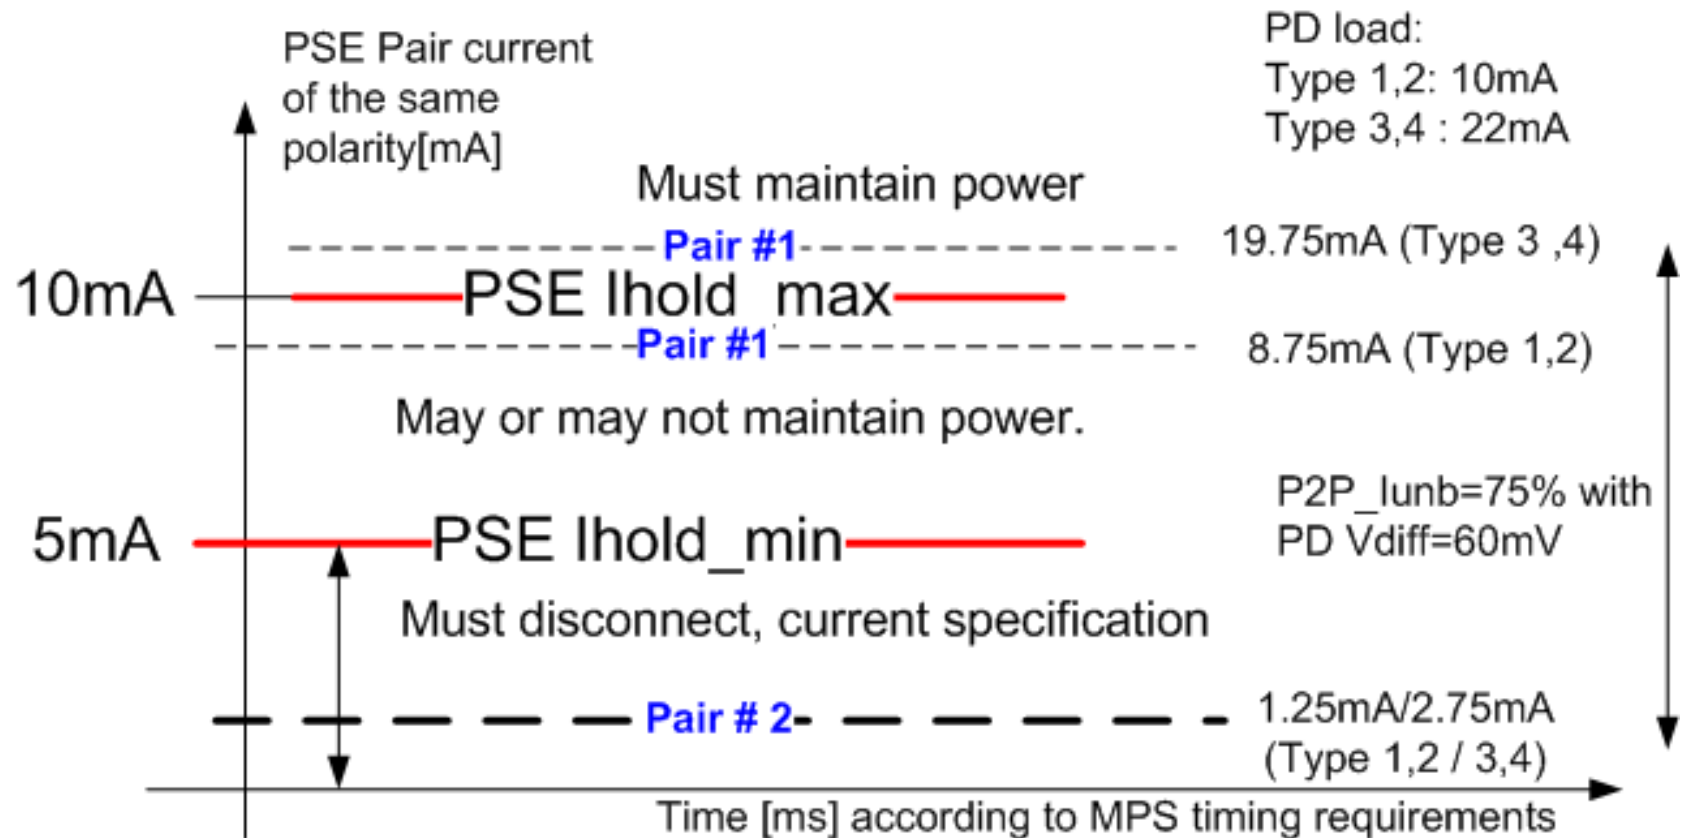 PSE Pair current
of the same
polarity[mA]
PD load:
Type 1,2: 10mA
Type 3,4 : 22mA
Must maintain power
Pair #1
19.75mA (Type 3 ,4)
10mA
PSE Ihold_max
Pair #1
8.75mA (Type 1,2)
May or may not maintain power.
P2P_Iunb=75% with
PD Vdiff=60mV
5mA
PSE Ihold_min
Must disconnect, current specification
Pair # 2
1.25mA/2.75mA
(Type 1,2 / 3,4)
Time [ms] according to MPS timing requirements